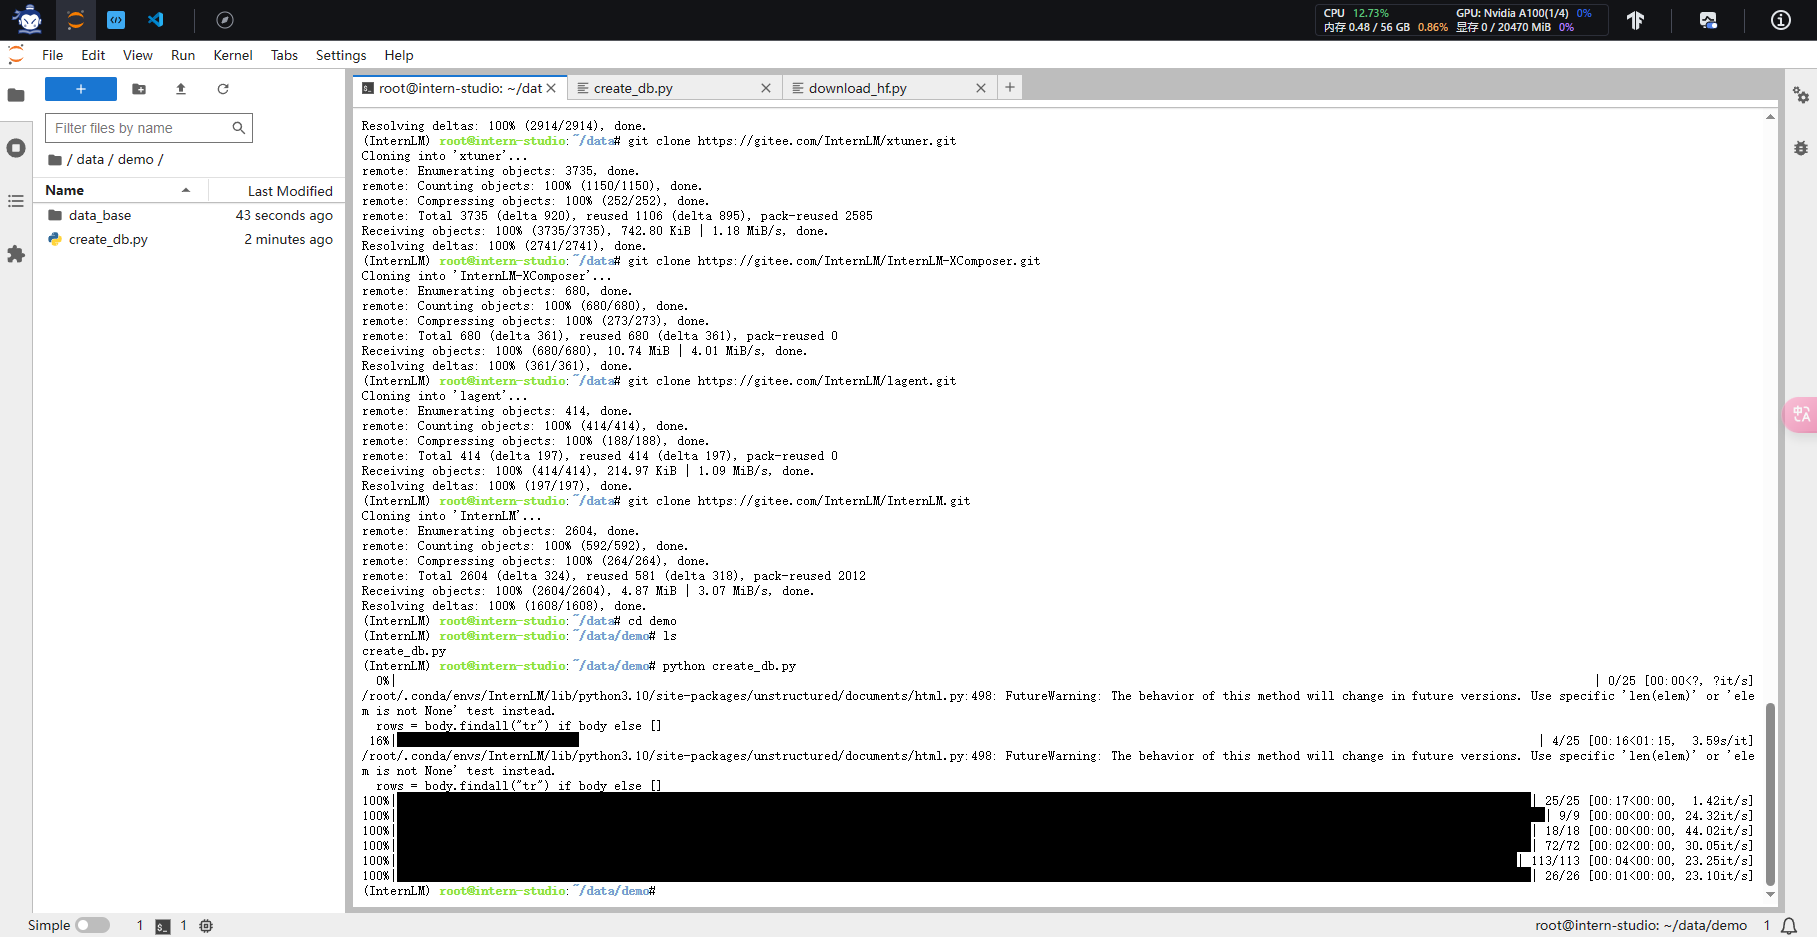 CPU 12.73% GPU: Nvidia A100(1/4) 0%
内存 0.48 / 56 GB 0.86% 显存 0 / 20470 MiB 0%
File Edit View Run Kernel Tabs Settings Help
+
root@intern-studio: ~/dat
create_db.py
download_hf.py
Filter files by name
/ data / demo /
Name Last Modified
data_base 43 seconds ago
create_db.py 2 minutes ago
Resolving deltas: 100% (2914/2914), done.
(InternLM) root@intern-studio:~/data# git clone https://gitee.com/InternLM/xtuner.git
Cloning into 'xtuner'...
remote: Enumerating objects: 3735, done.
remote: Counting objects: 100% (1150/1150), done.
remote: Compressing objects: 100% (252/252), done.
remote: Total 3735 (delta 920), reused 1106 (delta 895), pack-reused 2585
Receiving objects: 100% (3735/3735), 742.80 KiB | 1.18 MiB/s, done.
Resolving deltas: 100% (2741/2741), done.
(InternLM) root@intern-studio:~/data# git clone https://gitee.com/InternLM/InternLM-XComposer.git
Cloning into 'InternLM-XComposer'...
remote: Enumerating objects: 680, done.
remote: Counting objects: 100% (680/680), done.
remote: Compressing objects: 100% (273/273), done.
remote: Total 680 (delta 361), reused 680 (delta 361), pack-reused 0
Receiving objects: 100% (680/680), 10.74 MiB | 4.01 MiB/s, done.
Resolving deltas: 100% (361/361), done.
(InternLM) root@intern-studio:~/data# git clone https://gitee.com/InternLM/lagent.git
Cloning into 'lagent'...
remote: Enumerating objects: 414, done.
remote: Counting objects: 100% (414/414), done.
remote: Compressing objects: 100% (188/188), done.
remote: Total 414 (delta 197), reused 414 (delta 197), pack-reused 0
Receiving objects: 100% (414/414), 214.97 KiB | 1.09 MiB/s, done.
Resolving deltas: 100% (197/197), done.
(InternLM) root@intern-studio:~/data# git clone https://gitee.com/InternLM/InternLM.git
Cloning into 'InternLM'...
remote: Enumerating objects: 2604, done.
remote: Counting objects: 100% (592/592), done.
remote: Compressing objects: 100% (264/264), done.
remote: Total 2604 (delta 324), reused 581 (delta 318), pack-reused 2012
Receiving objects: 100% (2604/2604), 4.87 MiB | 3.07 MiB/s, done.
Resolving deltas: 100% (1608/1608), done.
(InternLM) root@intern-studio:~/data# cd demo
(InternLM) root@intern-studio:~/data/demo# ls
create_db.py
(InternLM) root@intern-studio:~/data/demo# python create_db.py
0%| | 0/25 [00:00<?, ?it/s]
/root/.conda/envs/InternLM/lib/python3.10/site-packages/unstructured/documents/html.py:498: FutureWarning: The behavior of this method will change in future versions. Use specific 'len(elem)' or 'ele
m is not None' test instead.
rows = body.findall("tr") if body else []
16%| | 4/25 [00:16<01:15, 3.59s/it]
/root/.conda/envs/InternLM/lib/python3.10/site-packages/unstructured/documents/html.py:498: FutureWarning: The behavior of this method will change in future versions. Use specific 'len(elem)' or 'ele
m is not None' test instead.
rows = body.findall("tr") if body else []
100%| | 25/25 [00:17<00:00, 1.42it/s]
100%| | 9/9 [00:00<00:00, 24.32it/s]
100%| | 18/18 [00:00<00:00, 44.02it/s]
100%| | 72/72 [00:02<00:00, 30.05it/s]
100%| | 113/113 [00:04<00:00, 23.25it/s]
100%| | 26/26 [00:01<00:00, 23.10it/s]
(InternLM) root@intern-studio:~/data/demo#
中A
Simple 1 1 root@intern-studio: ~/data/demo 1